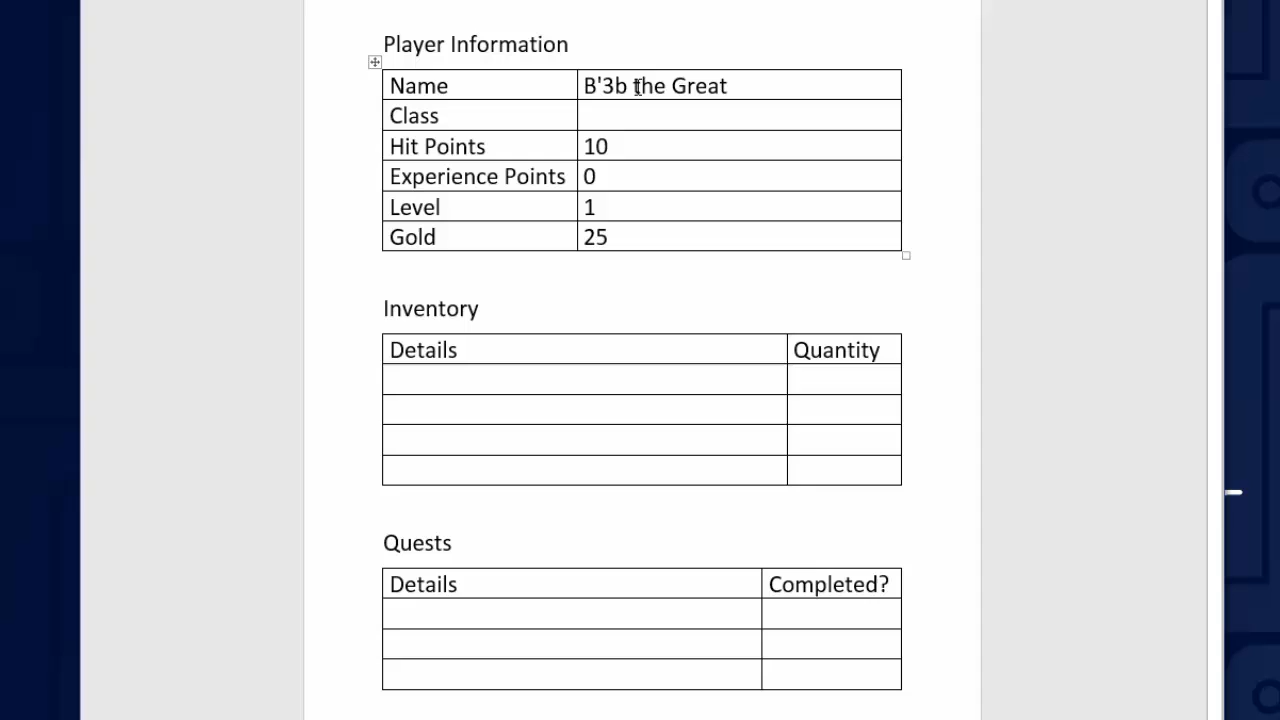 Player Information
Name B'3b the Great
Class
Hit Points 10
Experience Points 0
Level 1
Gold 25
Inventory
Details Quantity
Quests
Details Completed?